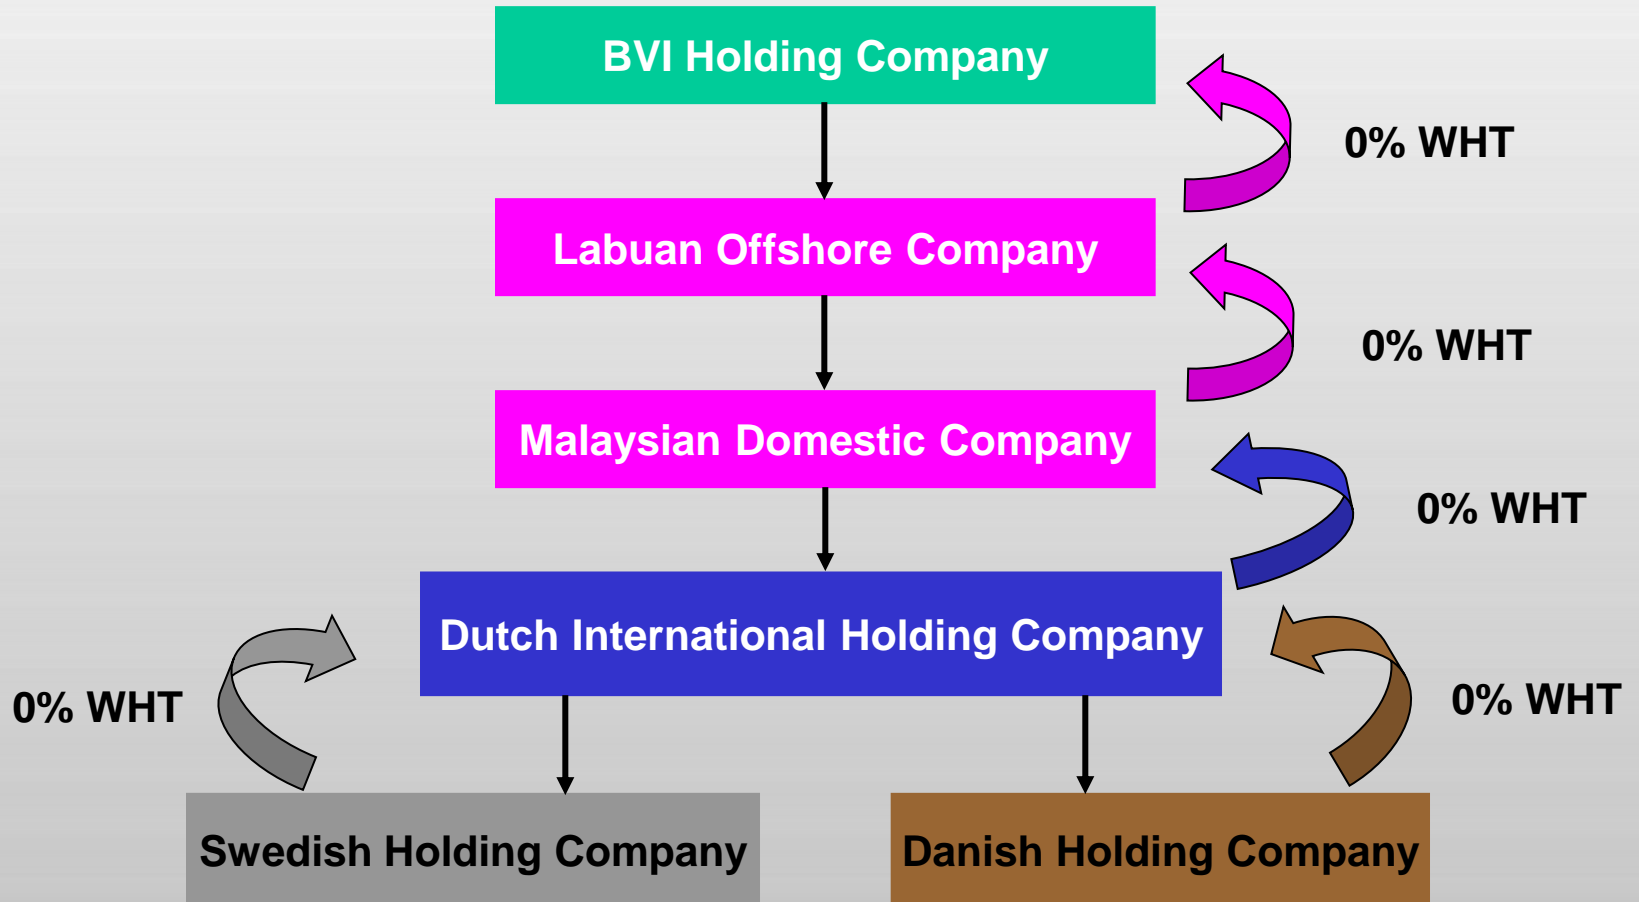 BVI Holding Company
0% WHT
Labuan Offshore Company
0% WHT
Malaysian Domestic Company
0% WHT
Dutch International Holding Company
0% WHT
0% WHT
Swedish Holding Company
Danish Holding Company